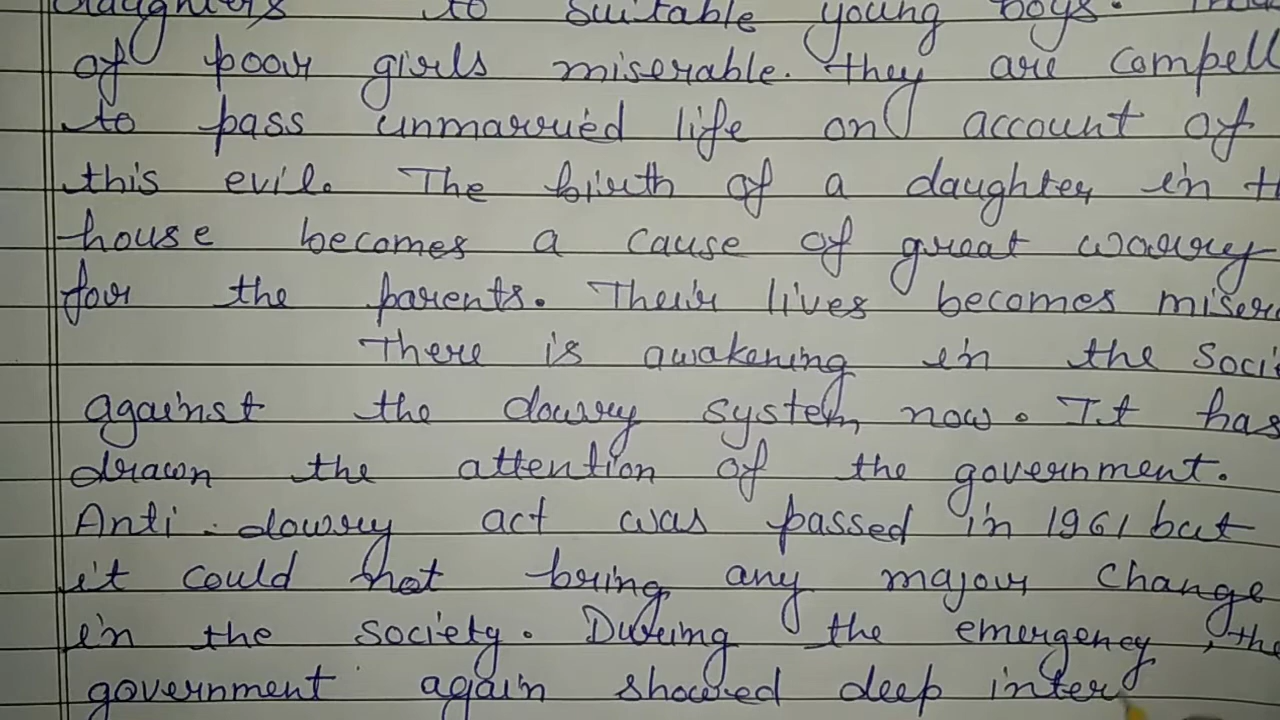 daughters to suitable young boys.
of poor girls miserable. they are compell
to pass unmarried life on account of
this evil. The birth of a daughter in th
house becomes a cause of great worry
for the parents. Their lives becomes misera
There is awakening in the Socie
against the dowry system now. It has
drawn the attention of the government.
Anti-dowry act was passed in 1961 but
it could not bring any major change
in the society. During the emergency, the
government again showed deep inter